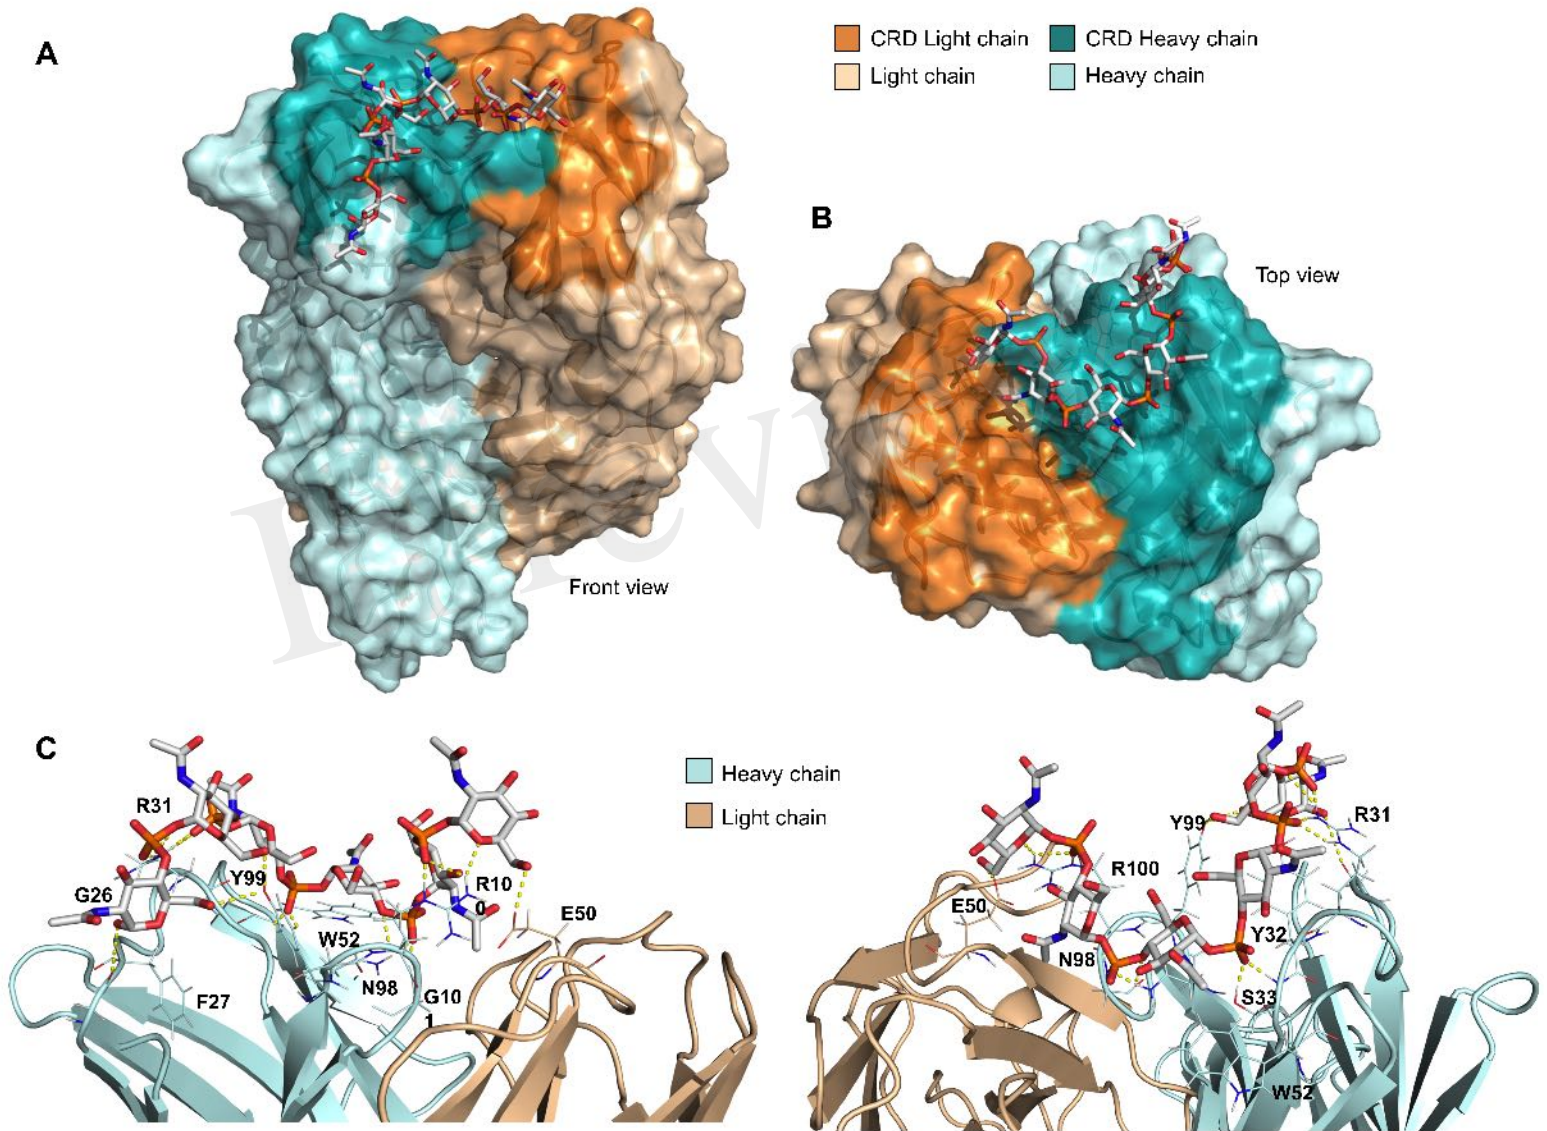 A
CRD Light chain
CRD Heavy chain
Light chain
Heavy chain
B
Top view
Front view
C
Heavy chain
Light chain
R31
G26
Y99
R10
0
W52
E50
N98
G10
1
F27
Y99
R31
R100
E50
Y32
N98
S33
W52